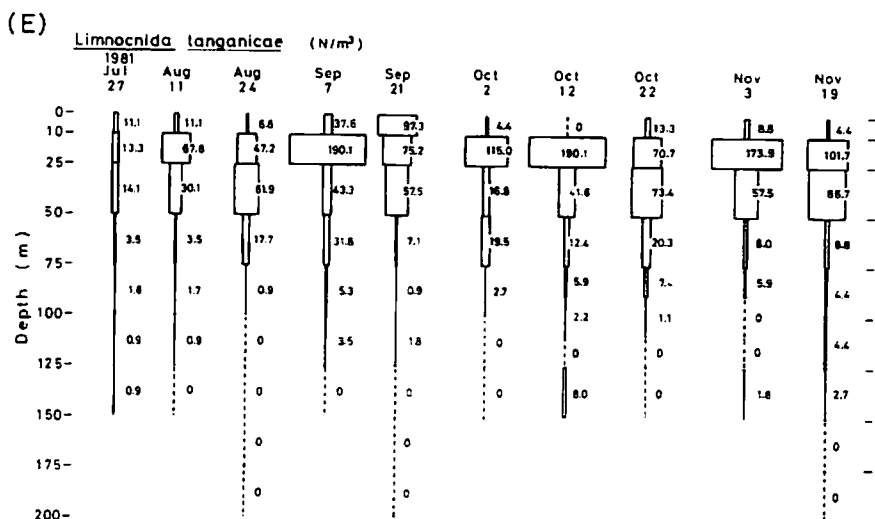 (E)
Limnocnida tanganicae (N/m³)
1981
Jul Aug Aug Sep Sep Oct Oct Oct Nov Nov
27 11 24 7 21 2 12 22 3 19
Depth (m)
0
10
25
50
75
100
125
150
175
200
11.1 11.1 6.8 37.6 97.3 4.4 0 13.3 8.8 4.4
13.3 67.8 47.2 190.1 75.2 115.0 190.1 70.7 173.9 101.7
14.1 30.1 61.9 43.3 57.5 16.8 41.6 73.4 57.5 86.7
3.5 3.5 17.7 31.8 7.1 19.5 12.4 20.3 8.0 8.8
1.8 1.7 0.9 5.3 0.9 2.7 5.9 7.4 5.9 4.4
0.9 0.9 0 3.5 1.8 0 2.2 1.1 0 4.4
0.9 0 0 0 0 0 0 0 0 2.7
0 0 8.0 1.8 0
0 0 0